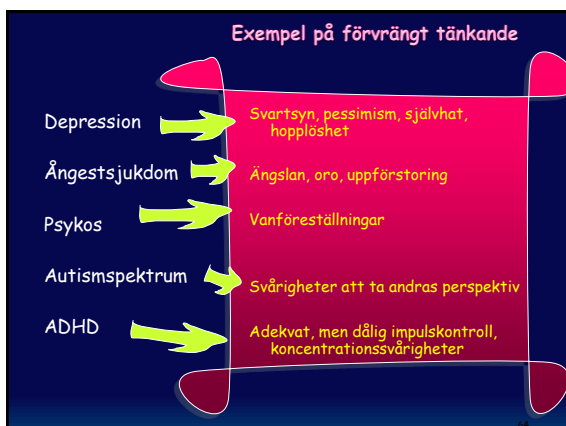 Exempel på förvrängt tänkande
Depression
Svartsyn, pessimism, självhat,
hopplöshet
Ångestsjukdom
Ängslan, oro, uppförstoring
Psykos
Vanföreställningar
Autismspektrum
Svårigheter att ta andras perspektiv
ADHD
Adekvat, men dålig impulskontroll,
koncentrationssvårigheter